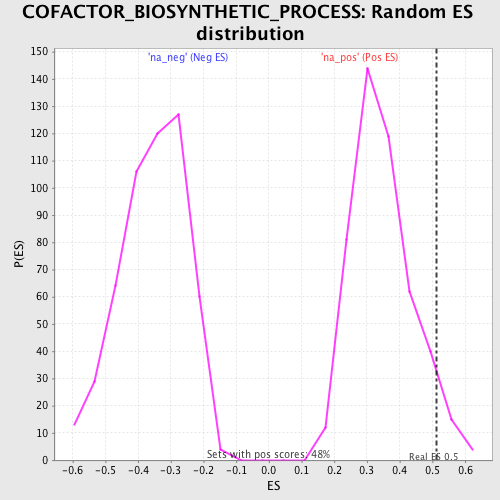 COFACTOR_BIOSYNTHETIC_PROCESS: Random ES
distribution
'na_neg' (Neg ES) 'na_pos' (Pos ES)
150
140
130
120
110
100
90
80
70
60
50
40
30
20
10
0
P(ES)
Sets with pos scores: 48%
Real ES 0.5
-0.6 -0.5 -0.4 -0.3 -0.2 -0.1 0.0 0.1 0.2 0.3 0.4 0.5 0.6
ES